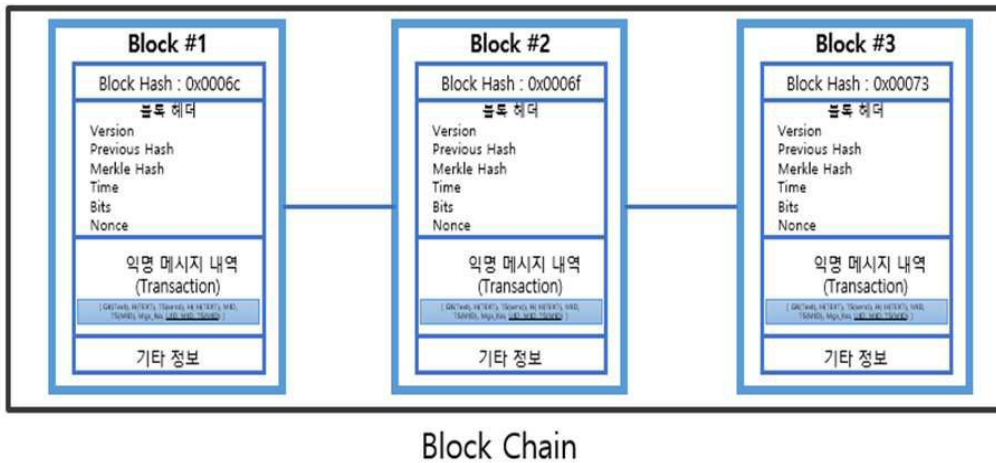 Block #1
Block Hash : 0x0006c
블록 헤더
Version
Previous Hash
Merkle Hash
Time
Bits
Nonce
익명 메시지 내역
(Transaction)
기타 정보
Block #2
Block Hash : 0x0006f
블록 헤더
Version
Previous Hash
Merkle Hash
Time
Bits
Nonce
익명 메시지 내역
(Transaction)
기타 정보
Block #3
Block Hash : 0x00073
블록 헤더
Version
Previous Hash
Merkle Hash
Time
Bits
Nonce
익명 메시지 내역
(Transaction)
기타 정보
Block Chain